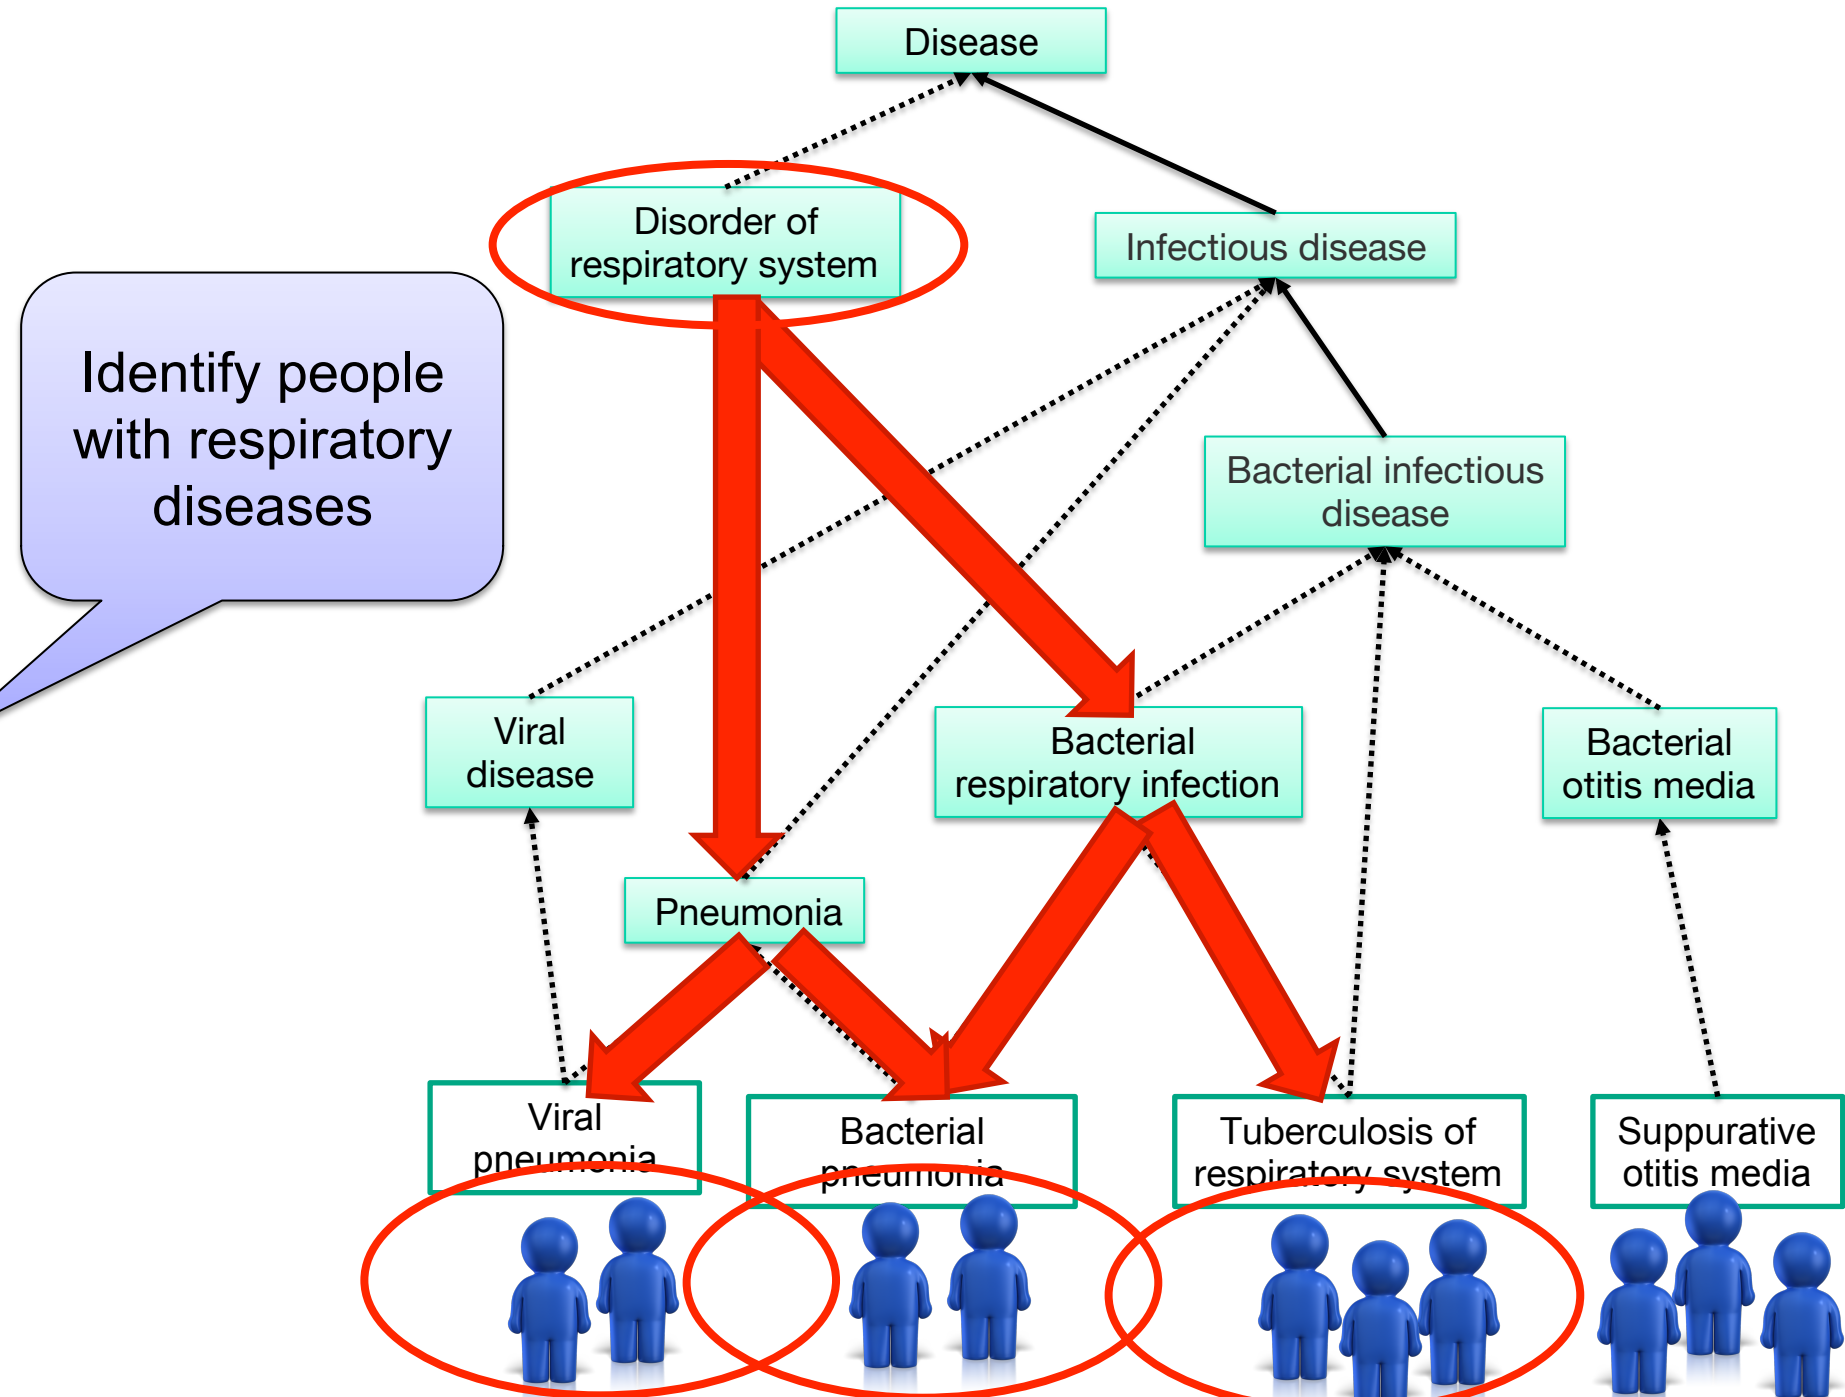 Disease
Disorder of
respiratory system
Infectious disease
Identify people
with respiratory
diseases
Bacterial infectious
disease
Viral
disease
Bacterial
respiratory infection
Bacterial
otitis media
Pneumonia
Viral
pneumonia
Bacterial
pneumonia
Tuberculosis of
respiratory system
Suppurative
otitis media